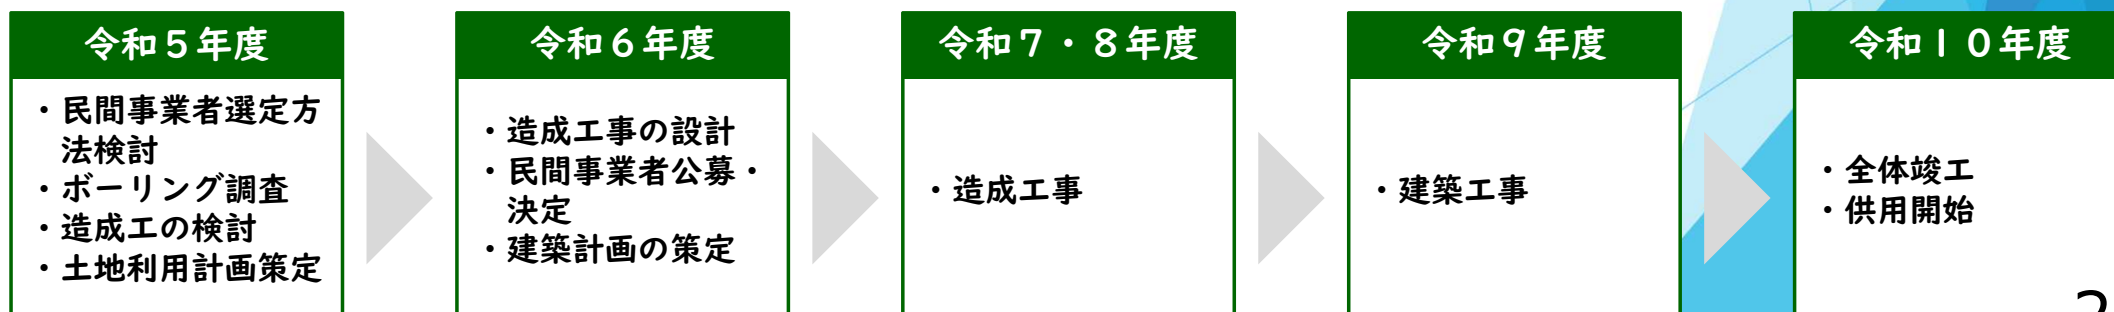 令和５年度
・民間事業者選定方
法検討
・ボーリング調査
・造成工の検討
・土地利用計画策定
令和６年度
・造成工事の設計
・民間事業者公募・
決定
・建築計画の策定
令和７・８年度
・造成工事
令和９年度
・建築工事
令和１０年度
・全体竣工
・供用開始